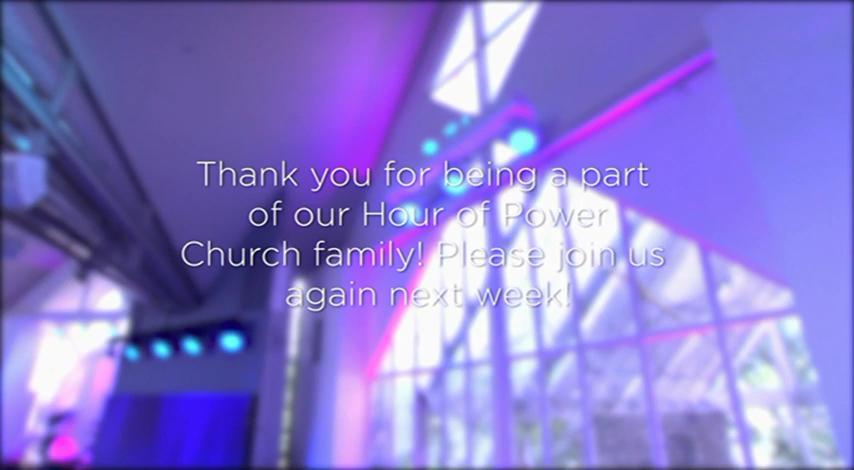 Thank you for being a part
of our Hour of Power
Church family! Please join us
again next week!